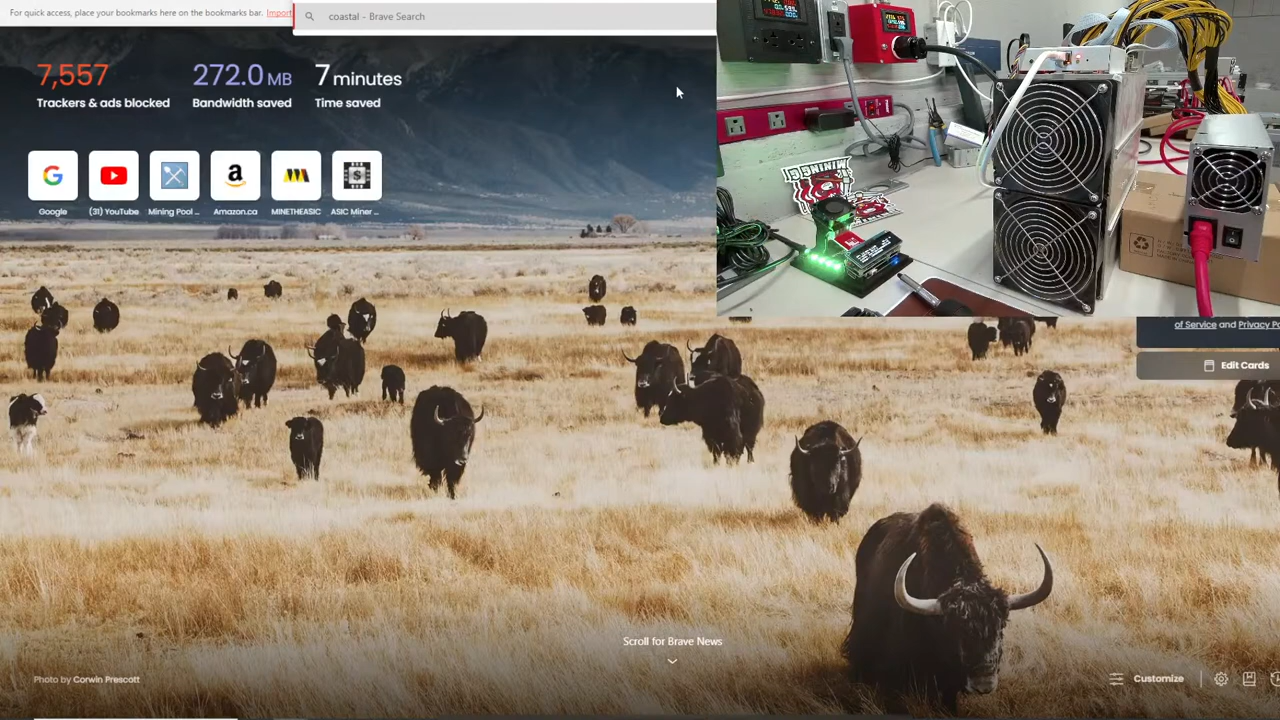 For quick access, place your bookmarks here on the bookmarks bar. Import
coastal - Brave Search
7,557
Trackers & ads blocked
272.0 MB
Bandwidth saved
7 minutes
Time saved
Google
(31) YouTube
Mining Pool ...
Amazon.ca
MINETHEASIC
ASIC Miner ...
MINING
of Service and Privacy Po
Edit Cards
Scroll for Brave News
Photo by Corwin Prescott
Customize